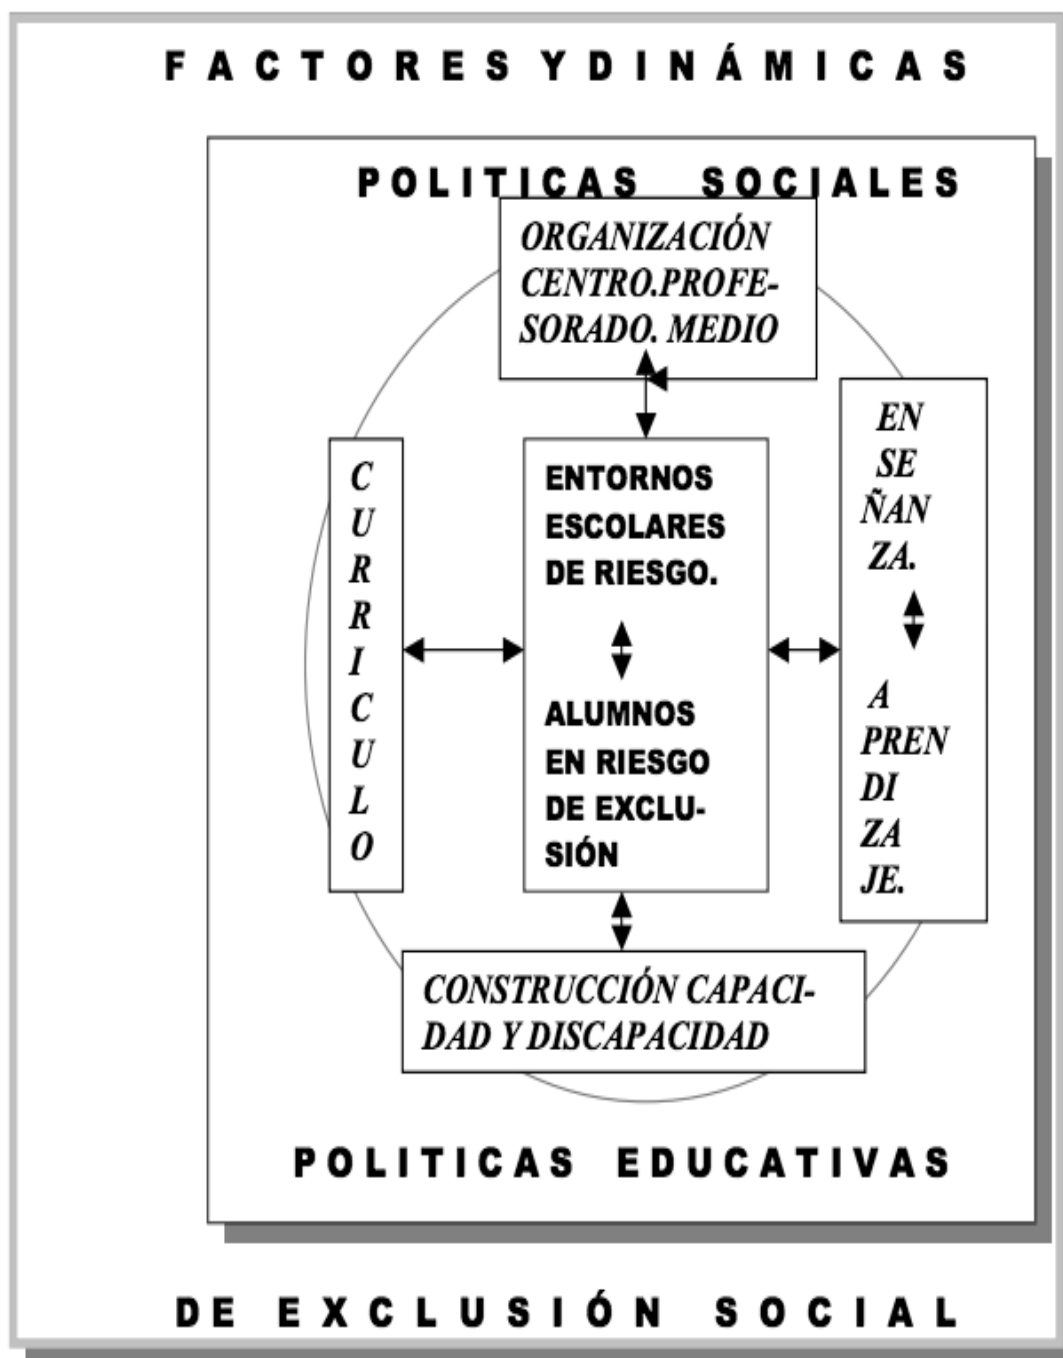 FACTORES Y DINÁMICAS
POLITICAS SOCIALES
ORGANIZACIÓN
CENTRO.PROFE-
SORADO. MEDIO
C
U
R
R
I
C
U
L
O
ENTORNOS
ESCOLARES
DE RIESGO.
ALUMNOS
EN RIESGO
DE EXCLU-
SIÓN
EN
SE
ÑAN
ZA.
A
PREN
DI
ZA
JE.
CONSTRUCCIÓN CAPACI-
DAD Y DISCAPACIDAD
POLITICAS EDUCATIVAS
DE EXCLUSIÓN SOCIAL